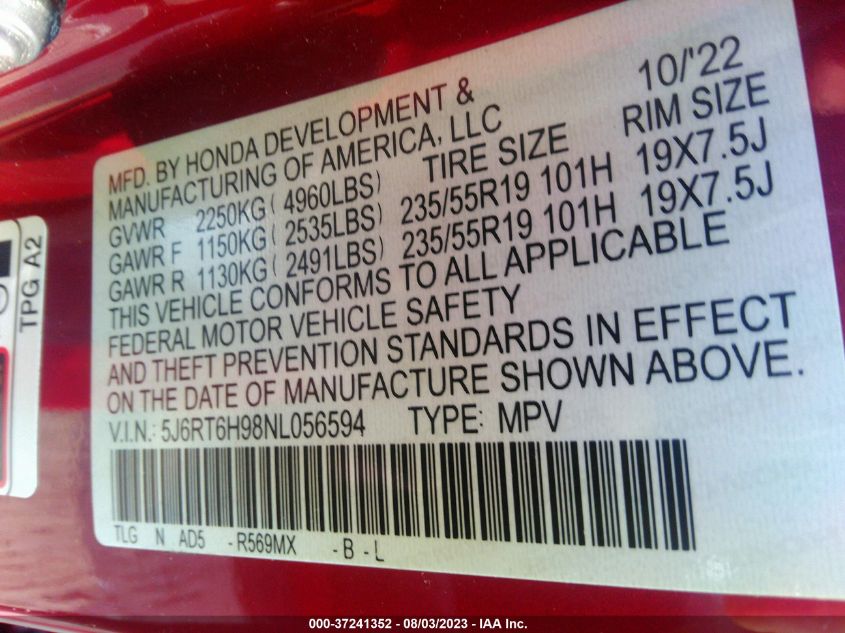 10/'22
MFD. BY HONDA DEVELOPMENT &
MANUFACTURING OF AMERICA, LLC
TIRE SIZE RIM SIZE
GVWR 2250KG( 4960LBS)
GAWR F 1150KG( 2535LBS) 235/55R19 101H 19X7.5J
GAWR R 1130KG( 2491LBS) 235/55R19 101H 19X7.5J
THIS VEHICLE CONFORMS TO ALL APPLICABLE
FEDERAL MOTOR VEHICLE SAFETY
AND THEFT PREVENTION STANDARDS IN EFFECT
ON THE DATE OF MANUFACTURE SHOWN ABOVE.
V.I.N.: 5J6RT6H98NL056594 TYPE: MPV
TLG N AD5 -R569MX -B-L
TPG A2
000-37241352 - 08/03/2023 - IAA Inc.